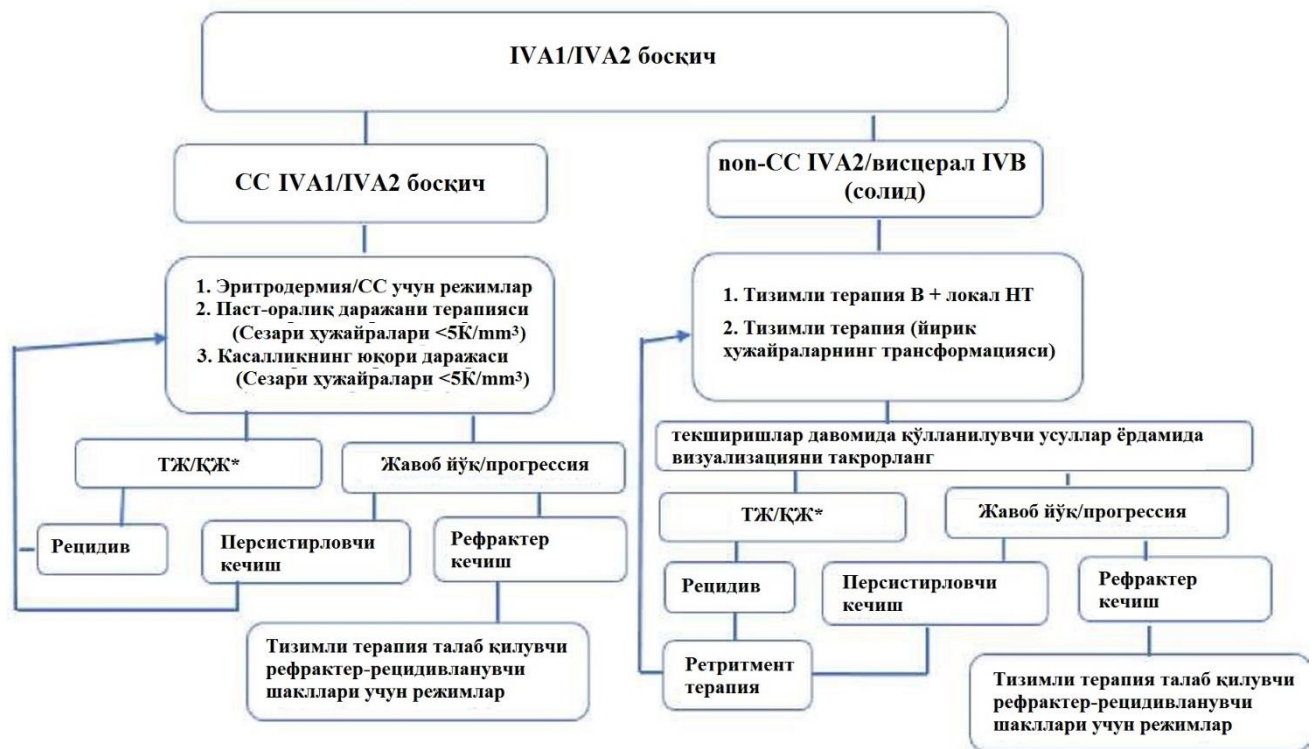 IVA1/IVA2 босқич
СС IVA1/IVA2 босқич
non-CC IVA2/висцерал IVB
(солид)
1. Эритродермия/СС учун режимлар
2. Паст-оралиқ даражани терапияси
(Сезари ҳужайралари <5К/mm³)
3. Касалликнинг юқори даражаси
(Сезари ҳужайралари <5К/mm³)
1. Тизимли терапия В + локал НТ
2. Тизимли терапия (йирик
ҳужайраларнинг трансформацияси)
ТЖ/ҚЖ*
Жавоб йўқ/прогрессия
Рецидив
Персистирловчи
кечиш
Рефрактер
кечиш
Тизимли терапия талаб қилувчи
рефрактер-рецидивланувчи
шакллари учун режимлар
текширишлар давомида қўлланилувчи усуллар ёрдамида
визуализацияни такрорланг
ТЖ/ҚЖ*
Жавоб йўқ/прогрессия
Рецидив
Персистирловчи
кечиш
Рефрактер
кечиш
Ретритмент
терапия
Тизимли терапия талаб қилувчи
рефрактер-рецидивланувчи
шакллари учун режимлар